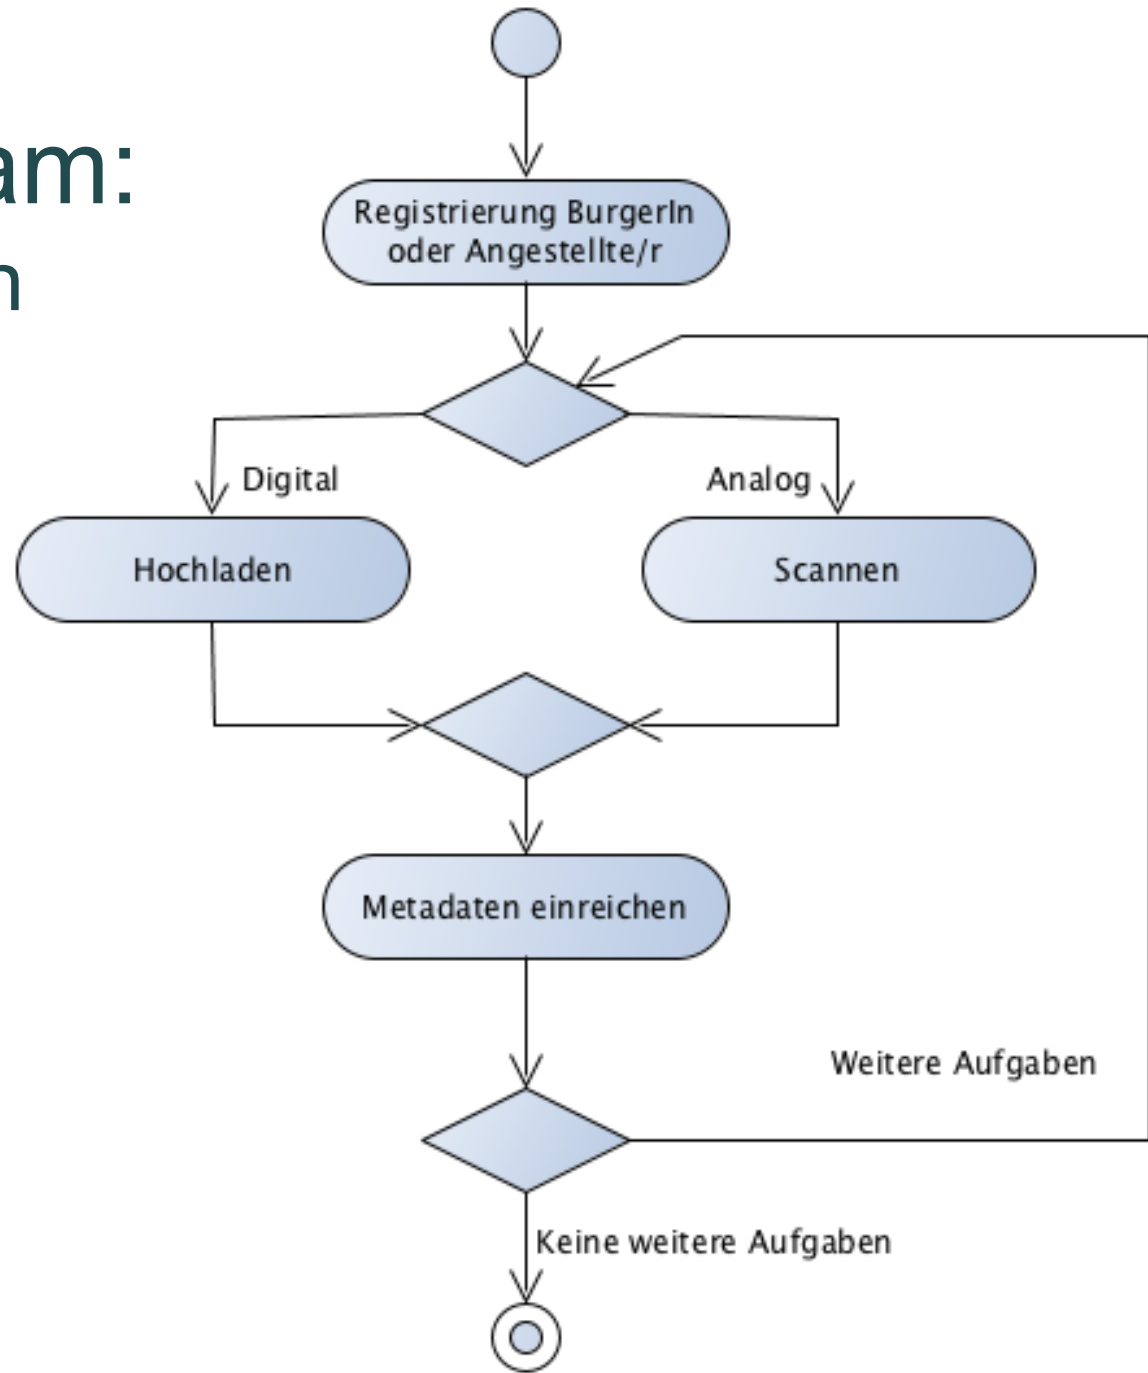 am:
n
Registrierung BurgerIn
oder Angestellte/r
Digital
Analog
Hochladen
Scannen
Metadaten einreichen
Weitere Aufgaben
Keine weitere Aufgaben